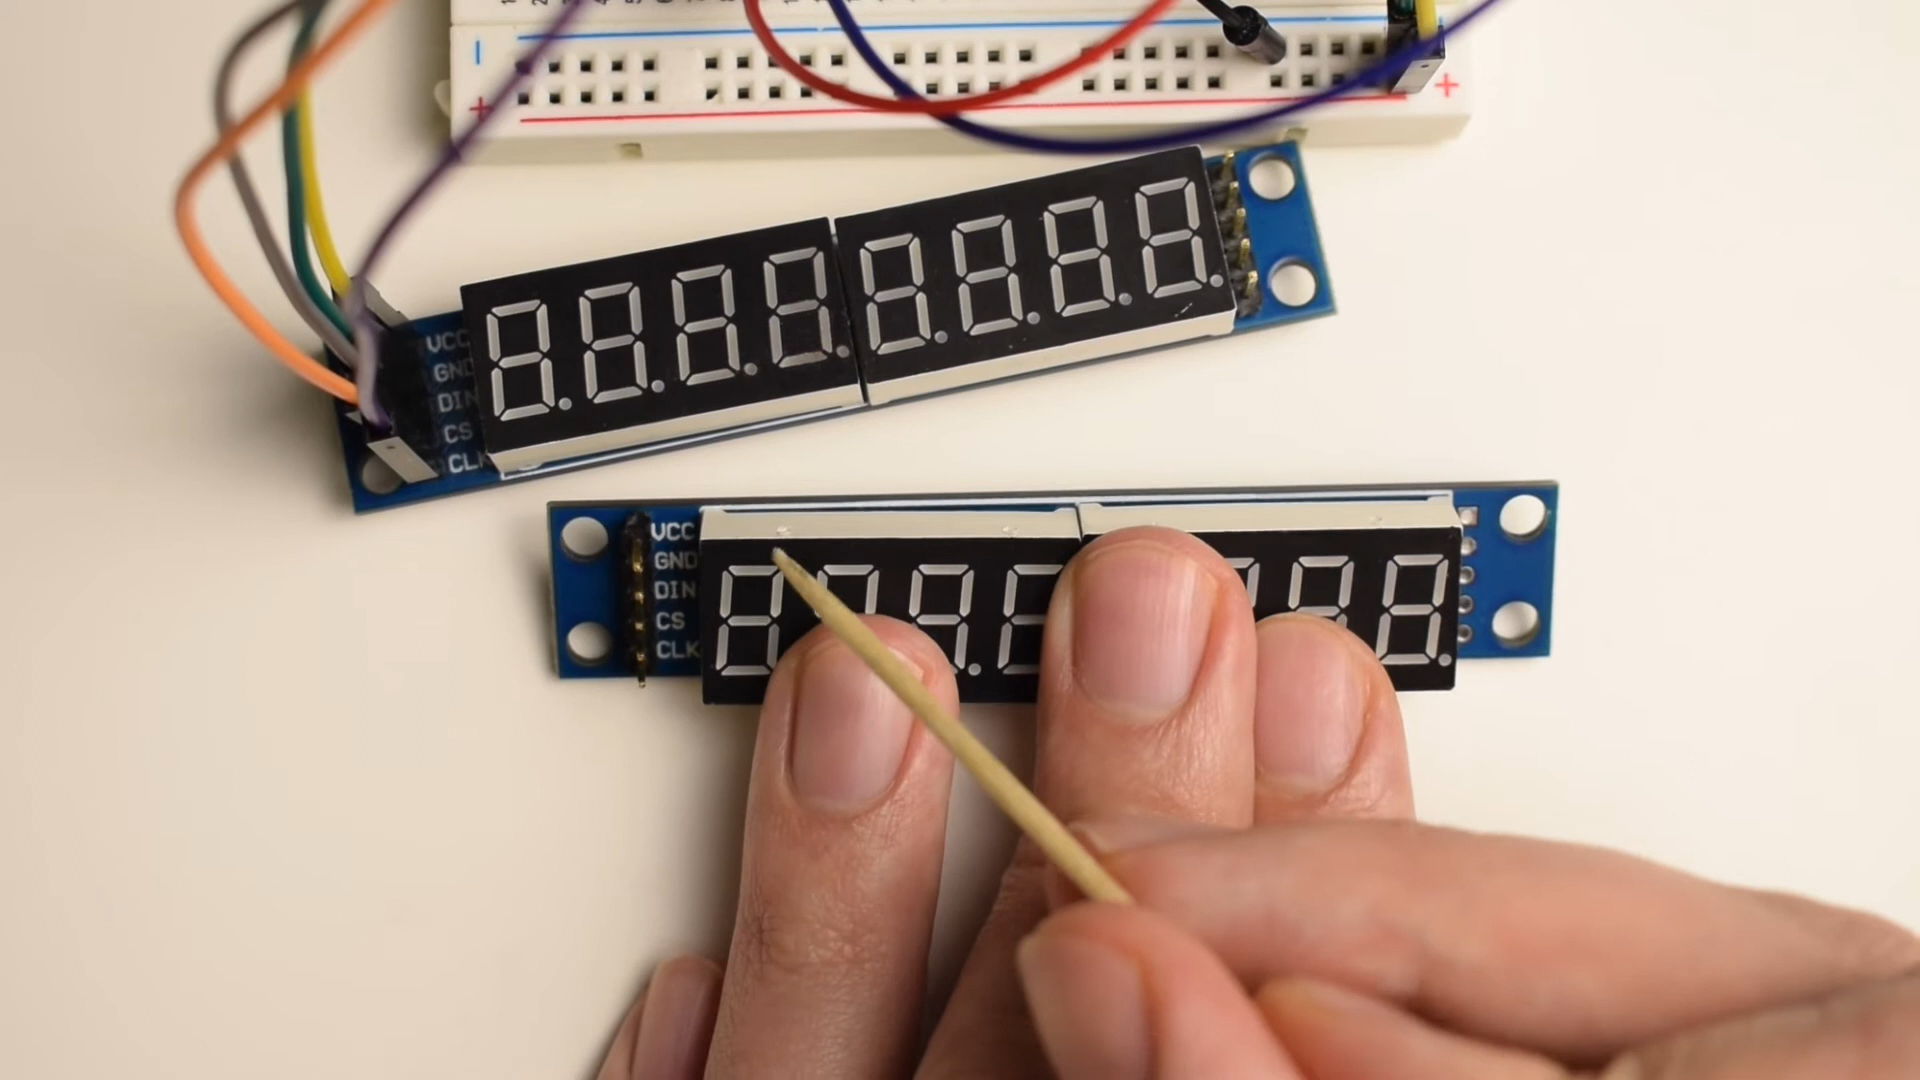 +
+
VCC
GND
DIN
CS
CLK
VCC
GND
DIN
CS
CLK